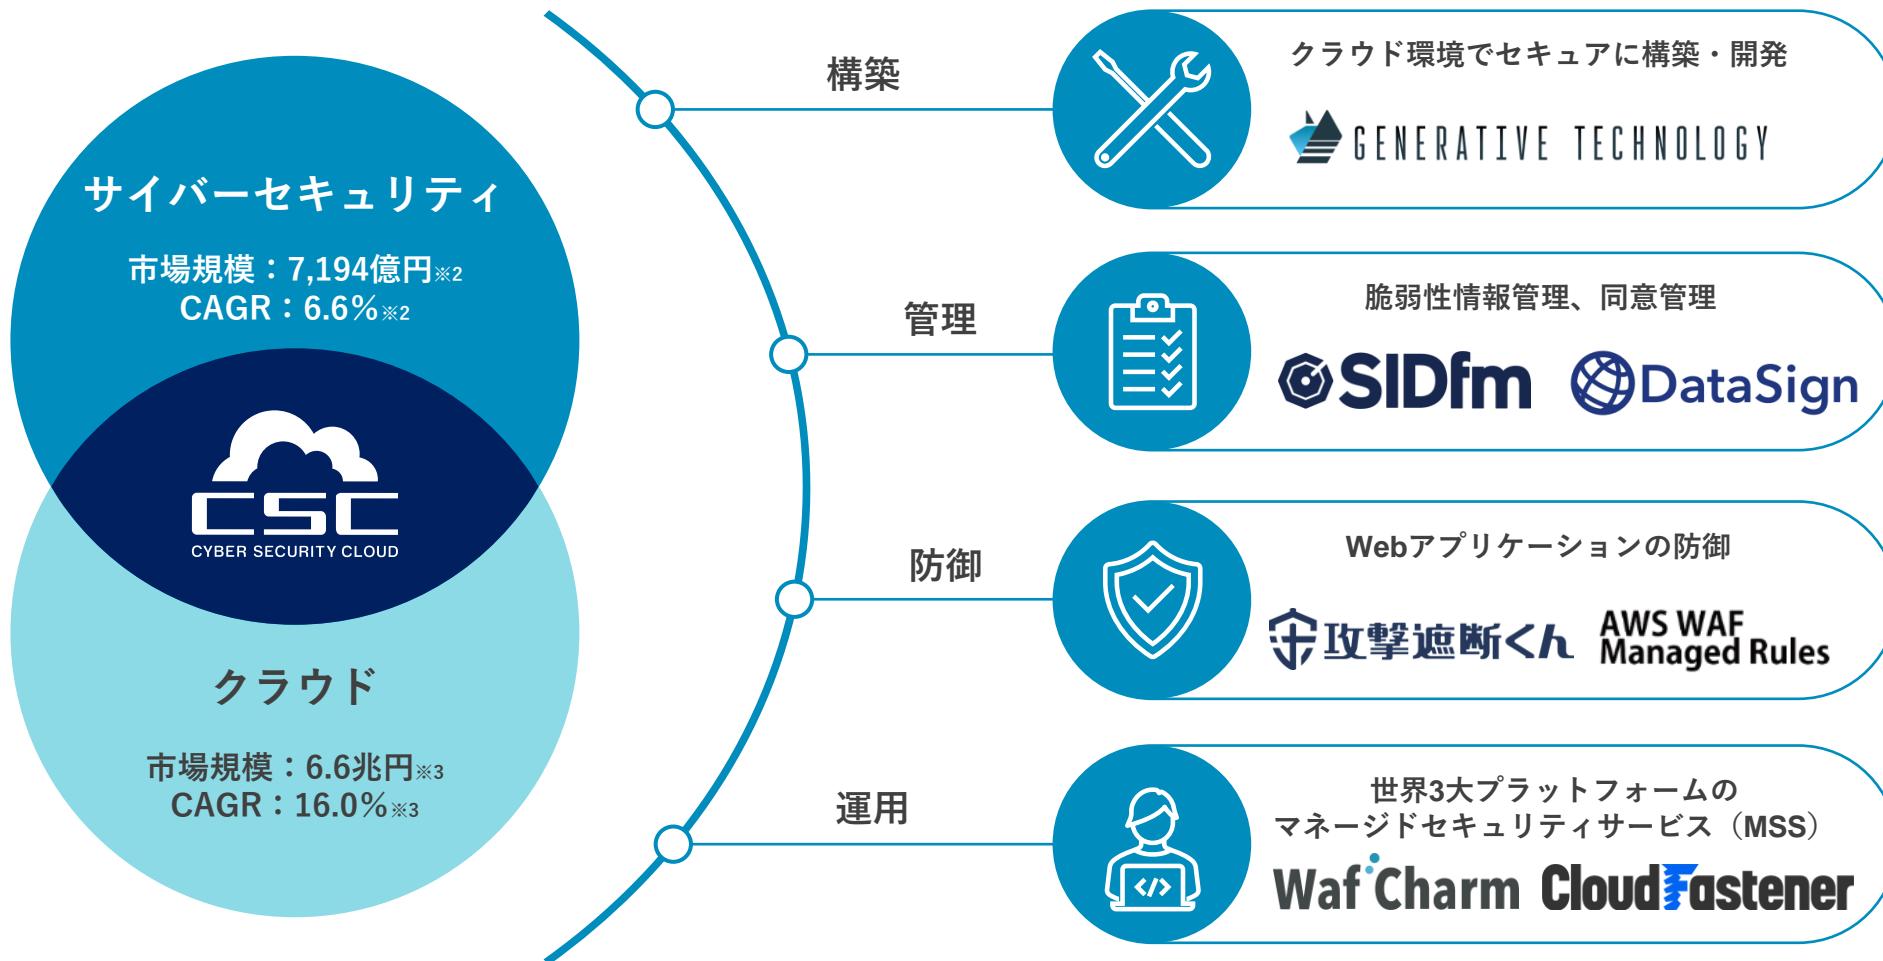 サイバーセキュリティ
市場規模：7,194億円※2
CAGR：6.6%※2
CSC
CYBER SECURITY CLOUD
クラウド
市場規模：6.6兆円※3
CAGR：16.0%※3
構築
クラウド環境でセキュアに構築・開発
GENERATIVE TECHNOLOGY
管理
脆弱性情報管理、同意管理
SIDfm DataSign
防御
Webアプリケーションの防御
攻撃遮断くん AWS WAF
Managed Rules
運用
世界3大プラットフォームの
マネージドセキュリティサービス（MSS）
</>
WafCharm CloudFastener